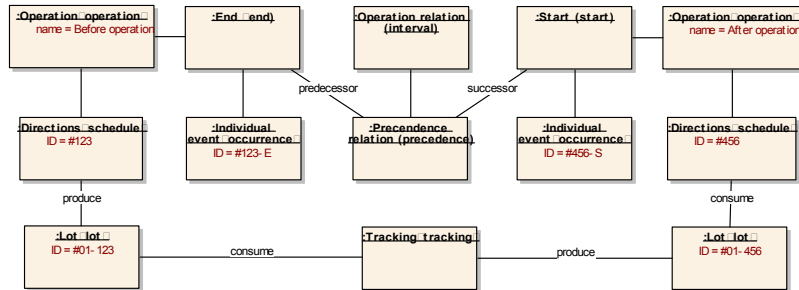 :Operation operation
name = Before operation
:End end)
:Operation relation
(interval)
:Start (start)
:Operation operation
name = After operation
predecessor
successor
:Directions schedule
ID = #123
:Individual
event occurrence
ID = #123-E
:Precendence
relation (precedence)
:Individual
event occurrence
ID = #456-S
:Directions schedule
ID = #456
produce
consume
:Lot lot
ID = #01-123
consume
:Tracking tracking
produce
:Lot lot
ID = #01-456